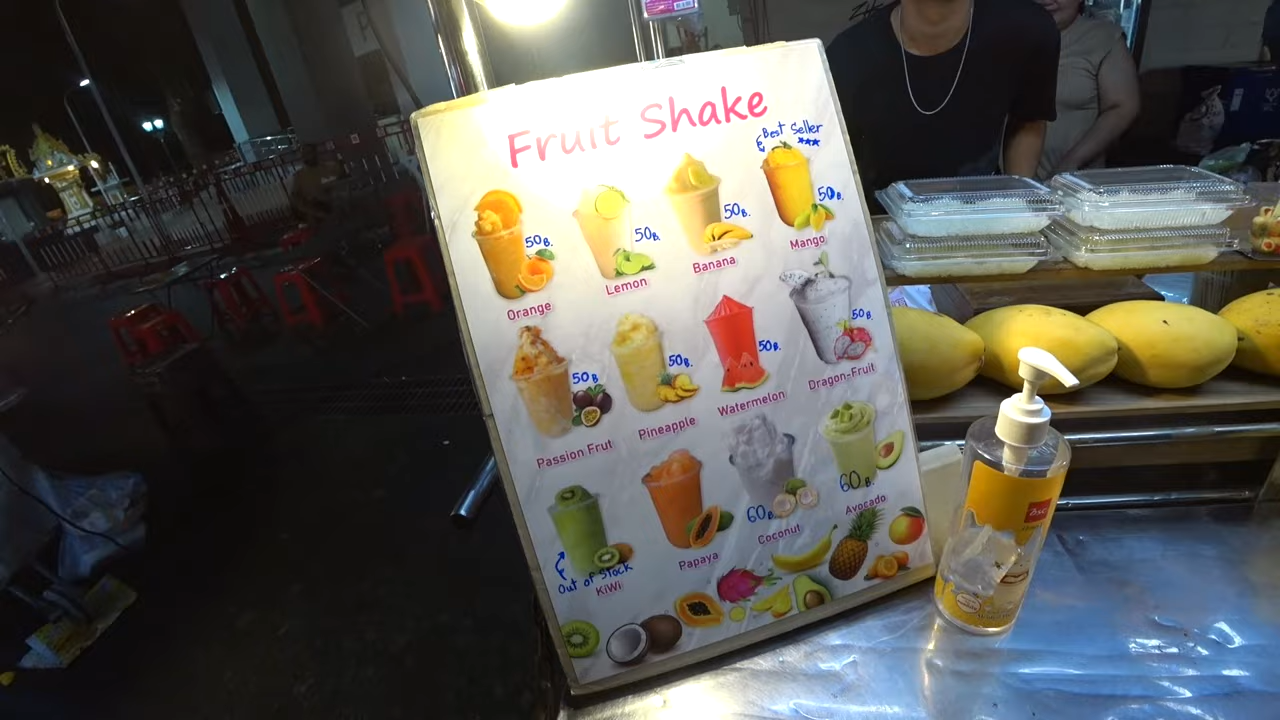 Fruit Shake
Best Seller
50B.
50B.
50B.
50B.
Orange
Lemon
Banana
Mango
50B
50B.
50B.
50B.
Passion Frut
Pineapple
Watermelon
Dragon-Fruit
Out of Stock
KiWi
Papaya
60B.
Coconut
60B.
Avocado